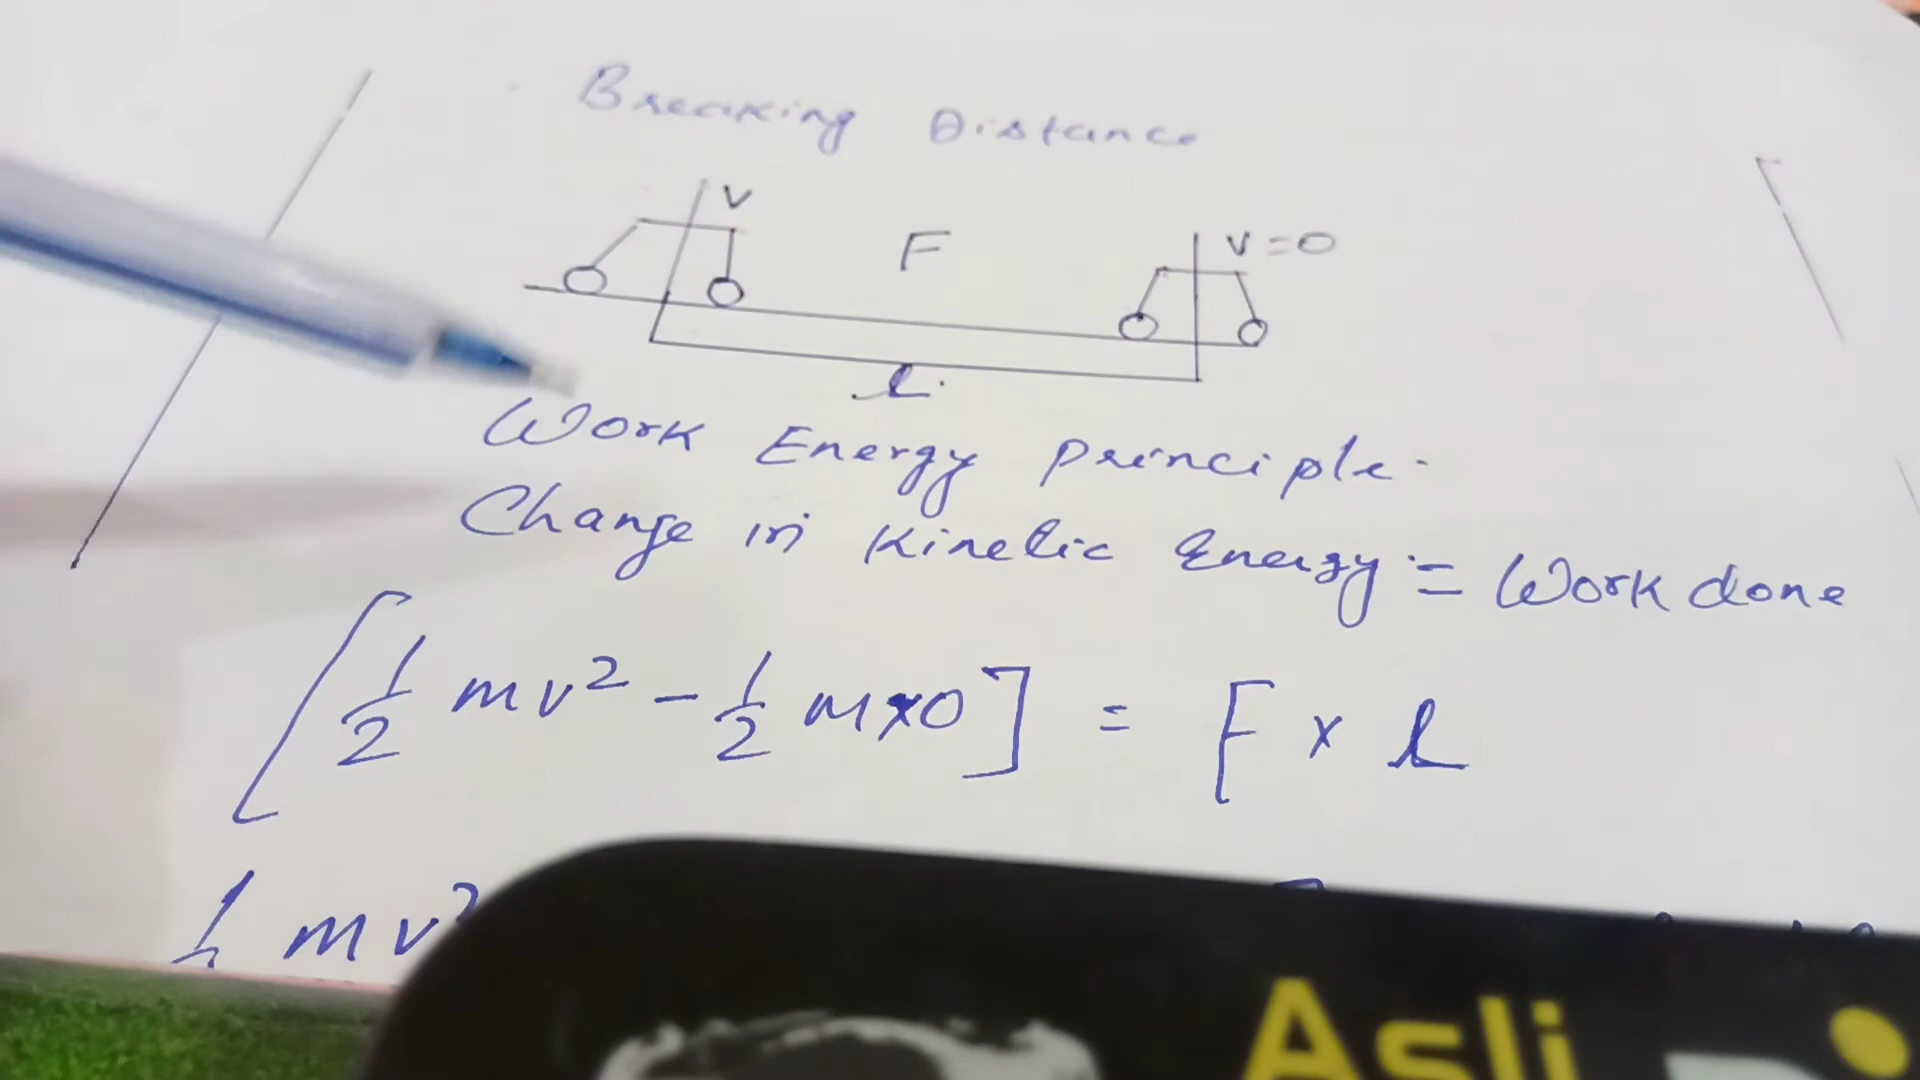 Breaking Distance
V
F
V = 0
l
Work Energy principle.
Change in Kinetic Energy = Work done
[1/2 mv² - 1/2 m×0] = F × l
1/2 mv²
Asli